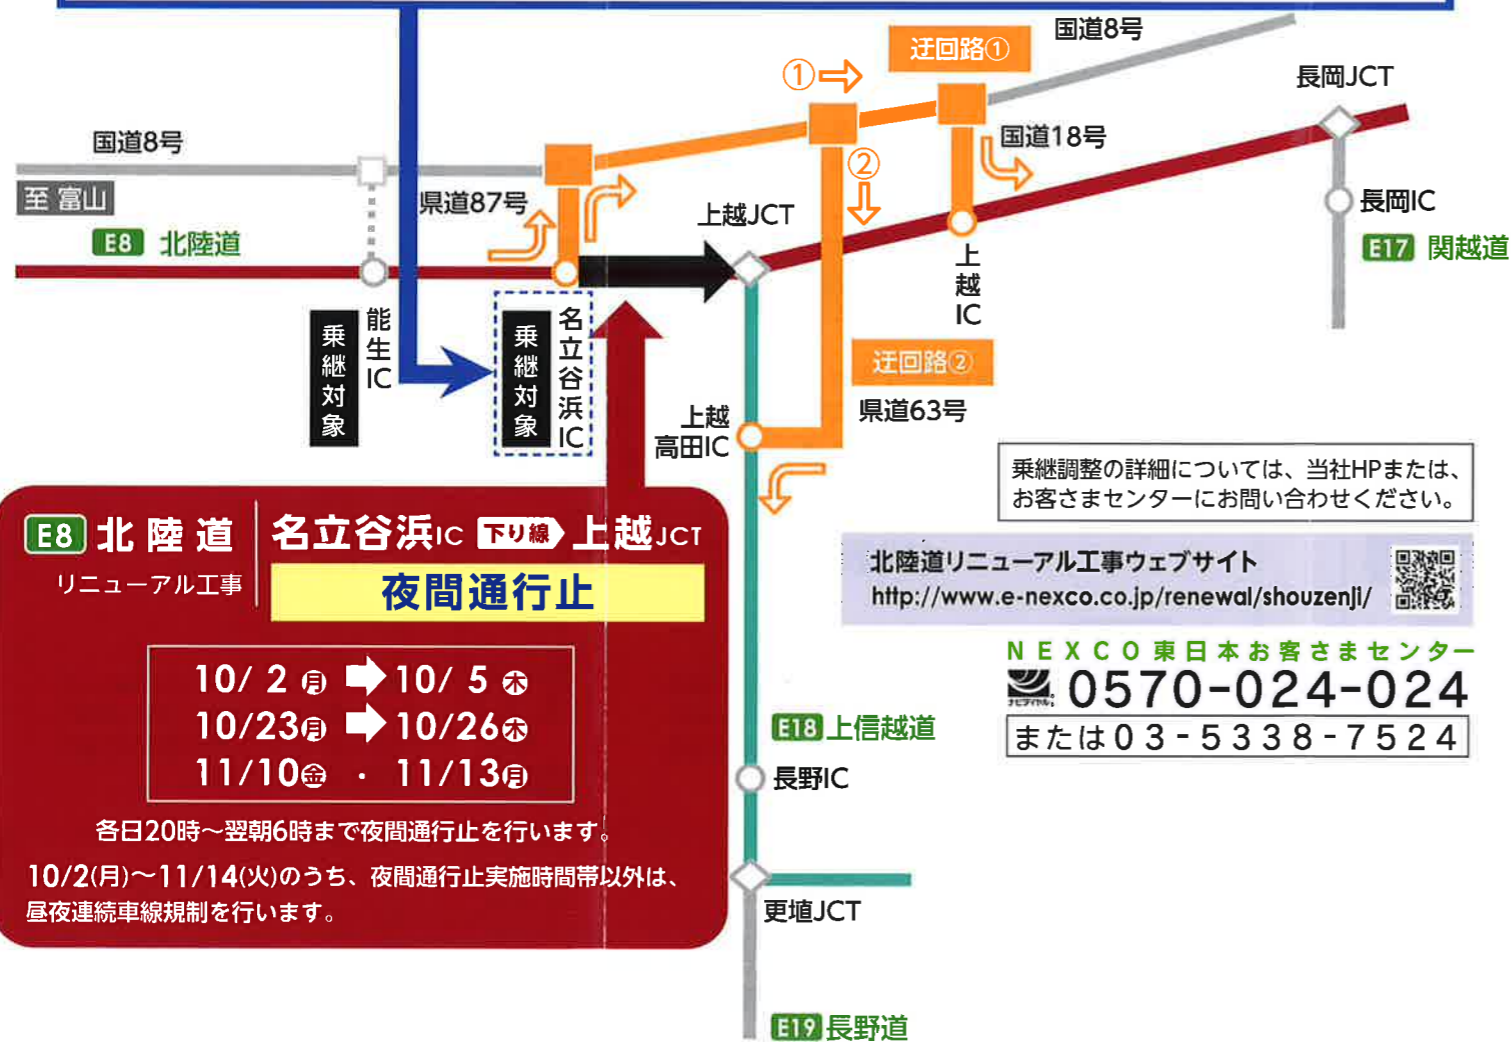 国道8号
迂回路①
①
長岡JCT
国道8号
国道18号
②
至 富山
県道87号
長岡IC
上越JCT
E8 北陸道
E17 関越道
上越IC
能生IC
乗継対象
名立谷浜IC
乗継対象
迂回路②
県道63号
上越
高田IC
乗継調整の詳細については、当社HPまたは、
お客さまセンターにお問い合わせください。
E8 北陸道
リニューアル工事
名立谷浜IC 下り線 上越JCT
夜間通行止
北陸道リニューアル工事ウェブサイト
http://www.e-nexco.co.jp/renewal/shouzenji/
10/ 2 月 10/ 5 木
10/23月 10/26木
11/10金 ・ 11/13月
NEXCO東日本お客さまセンター
ナビダイヤル 0570-024-024
または03-5338-7524
E18 上信越道
長野IC
各日20時~翌朝6時まで夜間通行止を行います。
10/2(月)~11/14(火)のうち、夜間通行止実施時間帯以外は、
昼夜連続車線規制を行います。
更埴JCT
E19 長野道